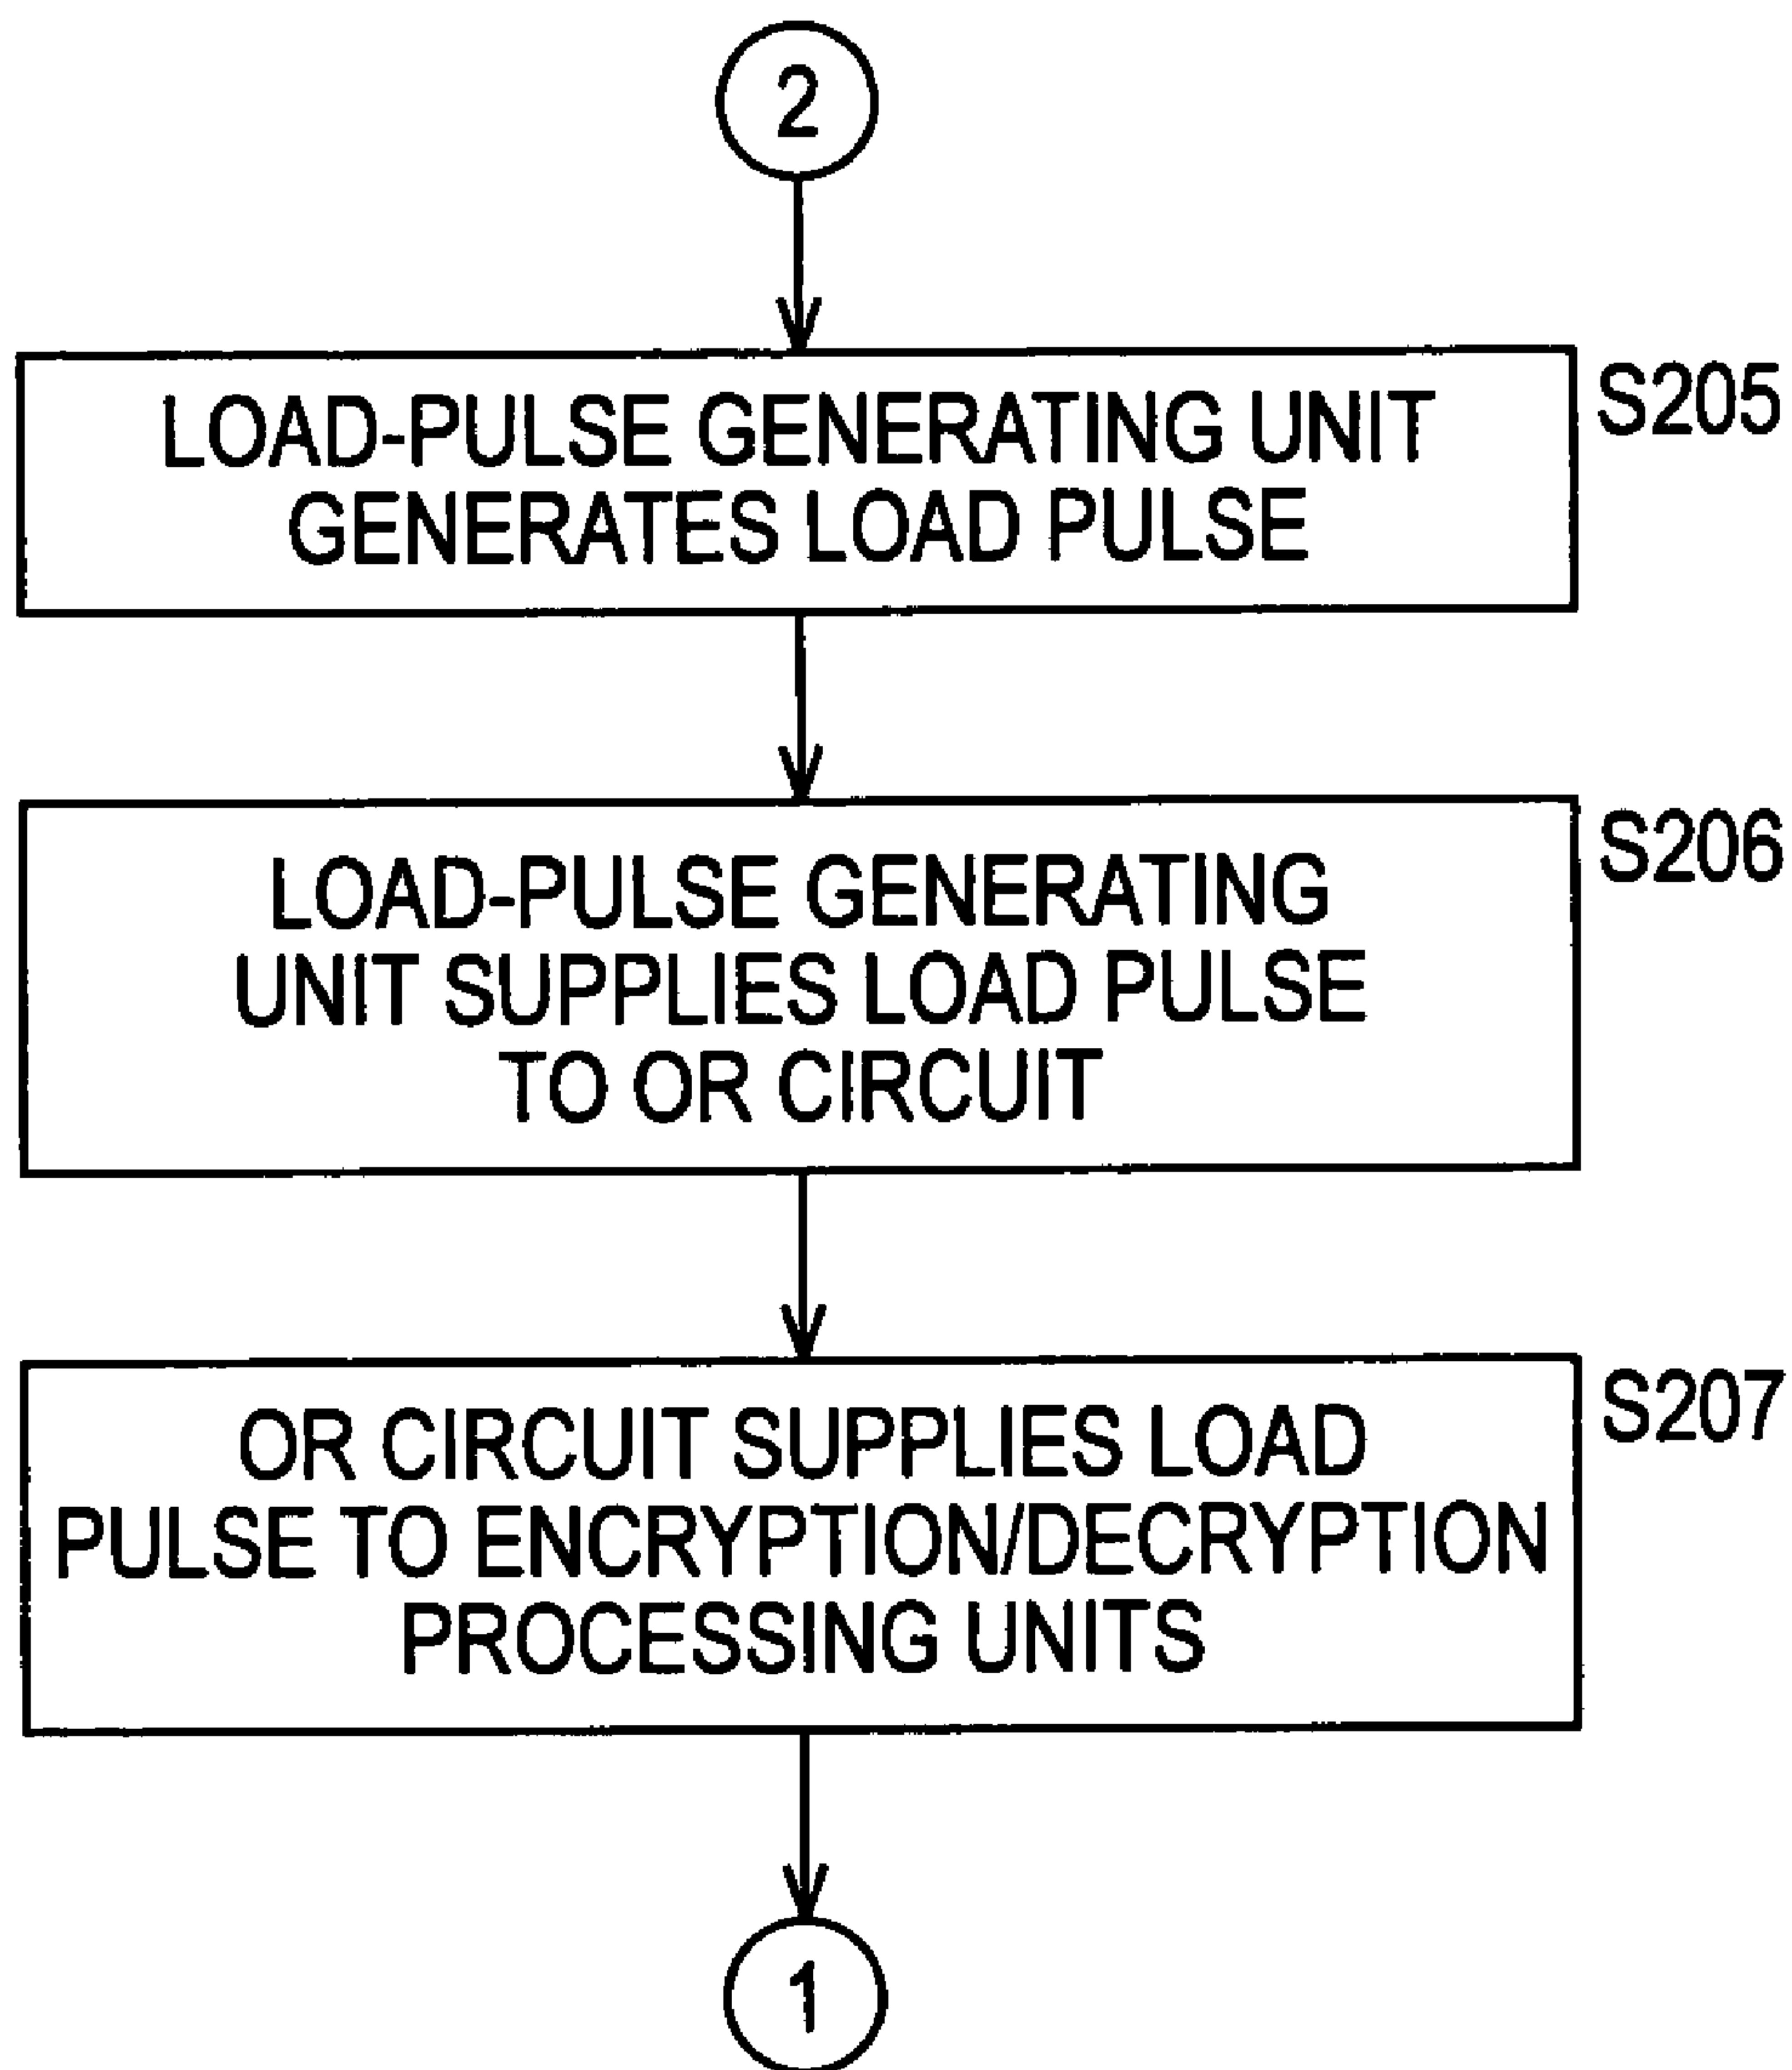 2
LOAD-PULSE GENERATING UNIT
GENERATES LOAD PULSE
S205
LOAD-PULSE GENERATING
UNIT SUPPLIES LOAD PULSE
TO OR CIRCUIT
S206
OR CIRCUIT SUPPLIES LOAD
PULSE TO ENCRYPTION/DECRYPTION
PROCESSING UNITS
S207
1